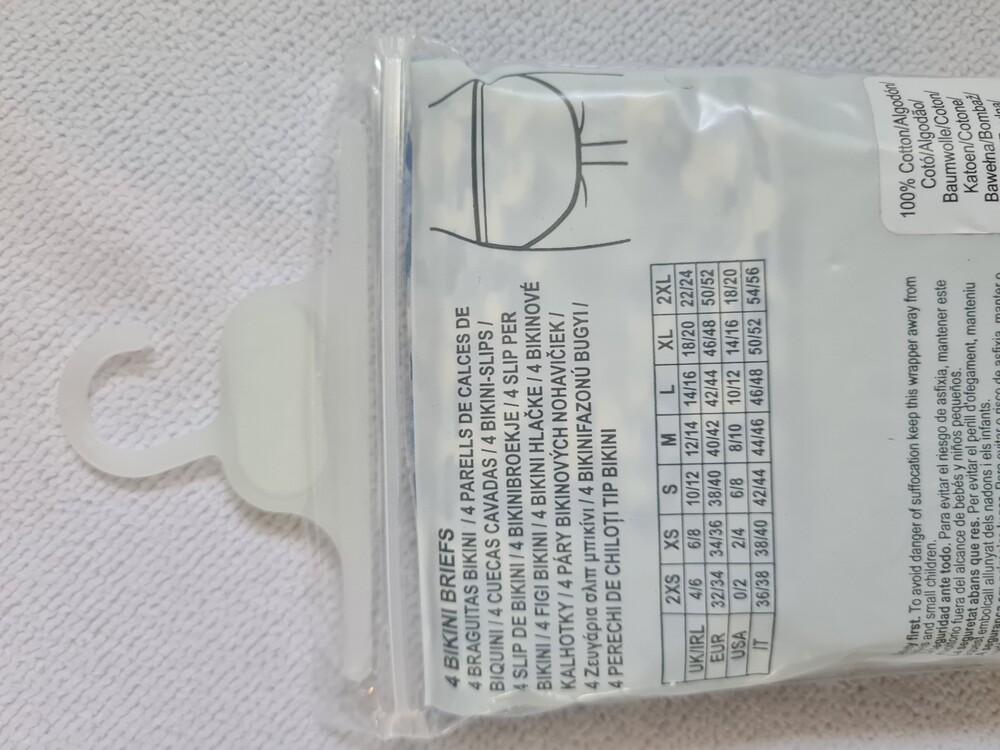 4 BIKINI BRIEFS
4 BRAGUITAS BIKINI / 4 PARELLS DE CALCES DE
BIQUINI / 4 CUECAS CAVADAS / 4 BIKINI-SLIPS /
4 SLIP DE BIKINI / 4 BIKINIBROEKJE / 4 SLIP PER
BIKINI / 4 FIGI BIKINI / 4 BIKINI HLAČKE / 4 BIKINOVÉ
KALHOTKY / 4 PÁRY BIKINOVÝCH NOHAVIČIEK /
4 Ζευγάρια σλιπ μπικίνι / 4 BIKINIFAZONÚ BUGYI /
4 PERECHI DE CHILOȚI TIP BIKINI
2XS XS S M L XL 2XL
UK/IRL 4/6 6/8 10/12 12/14 14/16 18/20 22/24
EUR 32/34 34/36 38/40 40/42 42/44 46/48 50/52
USA 0/2 2/4 6/8 8/10 10/12 14/16 18/20
IT 36/38 38/40 42/44 44/46 46/48 50/52 54/56
100% Cotton/Algodón/
Cotó/Algodão/
Baumwolle/Coton/
Katoen/Cotone/
Bawełna/Bombaž/
first. To avoid danger of suffocation keep this wrapper away from
and small children.
ante todo. Para evitar el riesgo de asfixia, mantener este
fuera del alcance de bebés y niños pequeños.
abans que res. Per evitar el perill d'ofegament, manteniu
embolcall allunyat dels nadons i els infants.